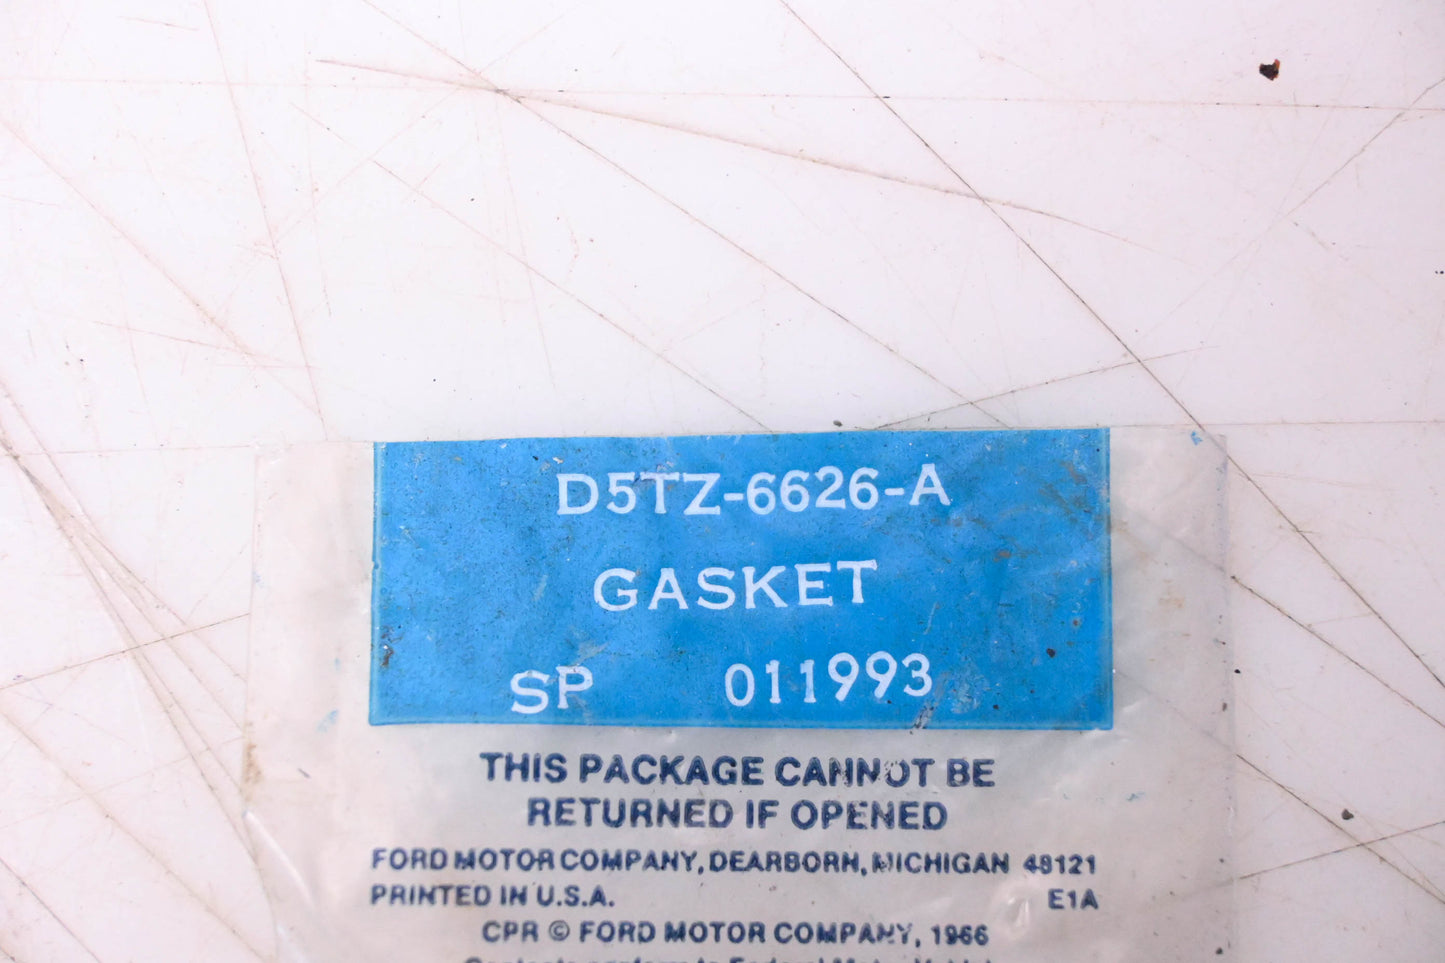 D5TZ-6626-A
GASKET
SP 011993
THIS PACKAGE CANNOT BE
RETURNED IF OPENED
FORD MOTOR COMPANY, DEARBORN, MICHIGAN 48121
PRINTED IN U.S.A. E1A
CPR © FORD MOTOR COMPANY, 1966